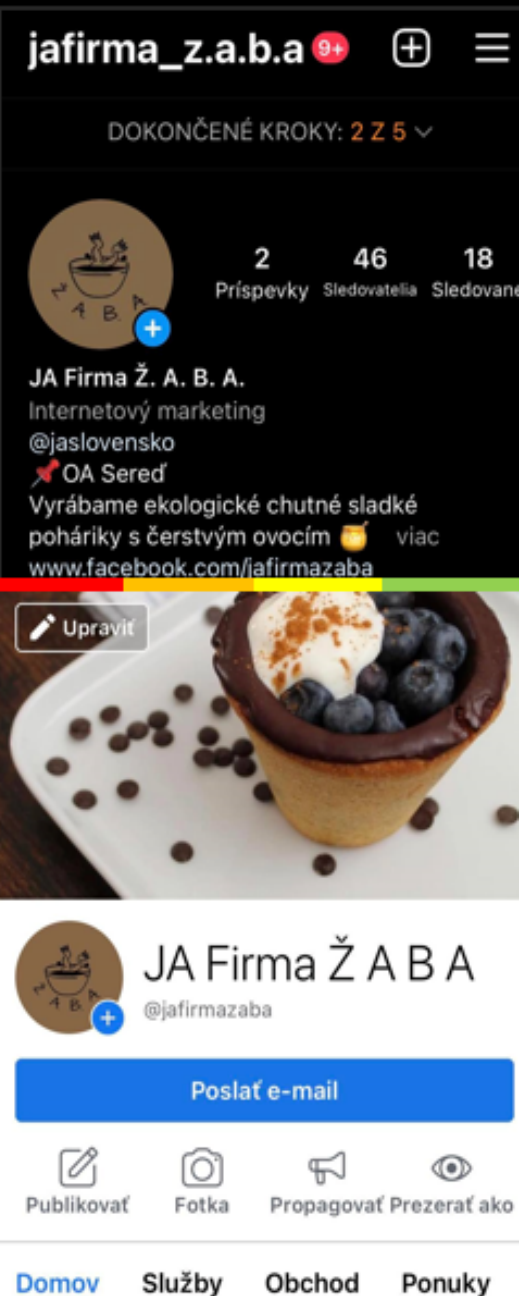 jafirma_z.a.b.a 9+
DOKONČENÉ KROKY: 2 Z 5
2 46 18
Príspevky Sledovatelia Sledované
Z A B. A
JA Firma Ž. A. B. A.
Internetový marketing
@jaslovensko
📌OA Sereď
Vyrábame ekologické chutné sladké
poháriky s čerstvým ovocím 🍯 viac
www.facebook.com/jafirmazaba
Upraviť
Z A B. A
JA Firma Ž A B A
@jafirmazaba
Poslať e-mail
Publikovať Fotka Propagovať Prezerať ako
Domov Služby Obchod Ponuky